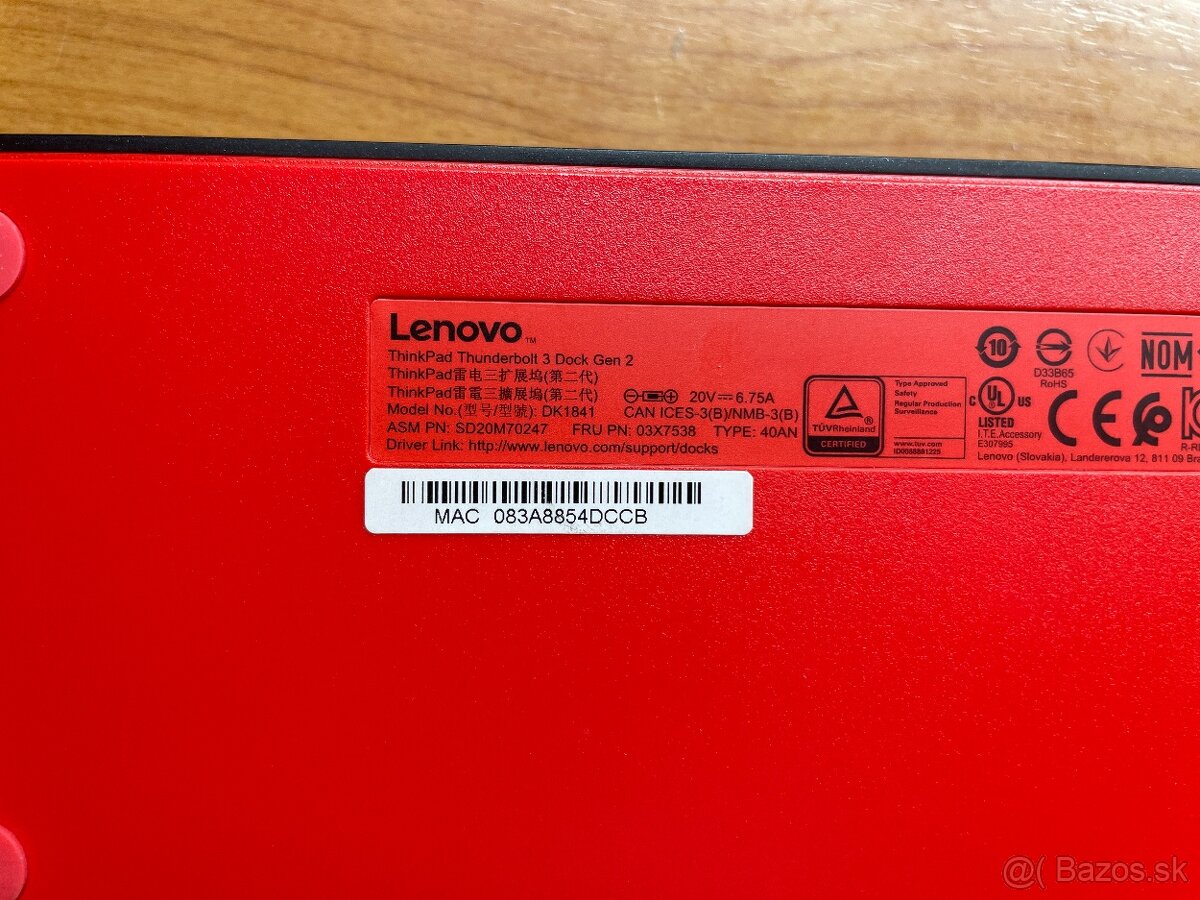 Lenovo™
ThinkPad Thunderbolt 3 Dock Gen 2
ThinkPad雷电三扩展坞(第二代)
ThinkPad雷電三擴展塢(第二代)
20V⎓6.75A
Model No.(型号/型號): DK1841
CAN ICES-3(B)/NMB-3(B)
ASM PN: SD20M70247 FRU PN: 03X7538 TYPE: 40AN
Driver Link: http://www.lenovo.com/support/docks
TÜVRheinland®
CERTIFIED
Type Approved
Safety
Regular Production
Surveillance
www.tuv.com
10
D33B65
RoHS
NOM
C UL US
LISTED
I.T.E.Accessory
E307995
CE
Lenovo (Slovakia), Landererova 12, 811 09
MAC 083A8854DCCB
@( Bazos.sk